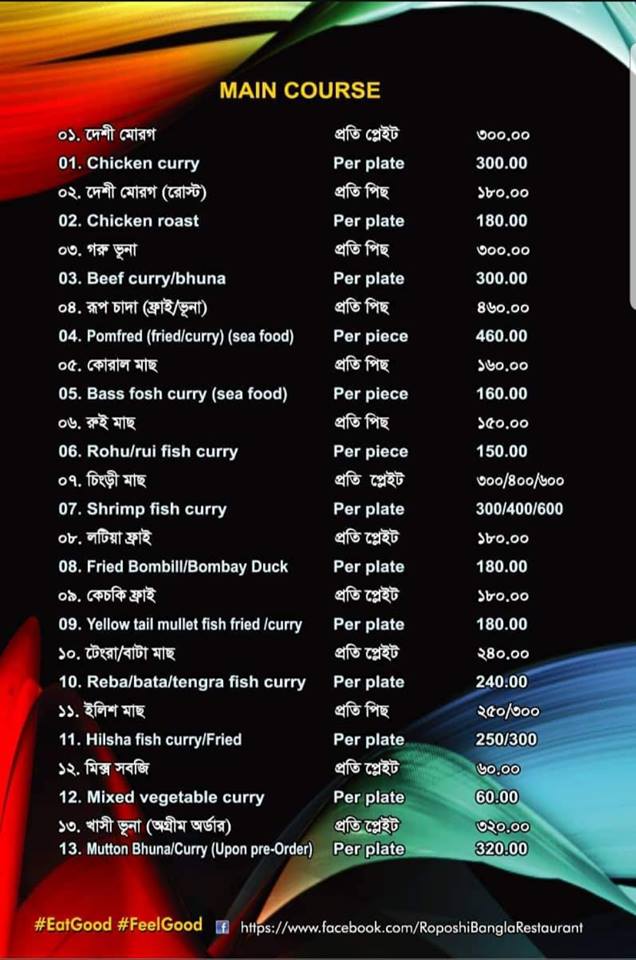 MAIN COURSE
০১. দেশী মোরগ প্রতি প্লেইট ৩০০.০০
01. Chicken curry Per plate 300.00
০২. দেশী মোরগ (রোস্ট) প্রতি পিছ ১৮০.০০
02. Chicken roast Per plate 180.00
০৩. গরু ভূনা প্রতি পিছ ৩০০.০০
03. Beef curry/bhuna Per plate 300.00
০৪. রূপ চাদা (ফ্রাই/ভূনা) প্রতি পিছ ৪৬০.০০
04. Pomfred (fried/curry) (sea food) Per piece 460.00
০৫. কোরাল মাছ প্রতি পিছ ১৬০.০০
05. Bass fosh curry (sea food) Per piece 160.00
০৬. রুই মাছ প্রতি পিছ ১৫০.০০
06. Rohu/rui fish curry Per piece 150.00
০৭. চিংড়ী মাছ প্রতি প্লেইট ৩০০/৪০০/৬০০
07. Shrimp fish curry Per plate 300/400/600
০৮. লটিয়া ফ্রাই প্রতি প্লেইট ১৮০.০০
08. Fried Bombill/Bombay Duck Per plate 180.00
০৯. কেচকি ফ্রাই প্রতি প্লেইট ১৮০.০০
09. Yellow tail mullet fish fried /curry Per plate 180.00
১০. টেংরা/বাটা মাছ প্রতি প্লেইট ২৪০.০০
10. Reba/bata/tengra fish curry Per plate 240.00
১১. ইলিশ মাছ প্রতি পিছ ২৫০/৩০০
11. Hilsha fish curry/Fried Per plate 250/300
১২. মিক্স সবজি প্রতি প্লেইট ৬০.০০
12. Mixed vegetable curry Per plate 60.00
১৩. খাসী ভূনা (অগ্রীম অর্ডার) প্রতি প্লেইট ৩২০.০০
13. Mutton Bhuna/Curry (Upon pre-Order) Per plate 320.00
#EatGood #FeelGood f https://www.facebook.com/RoposhiBanglaRestaurant